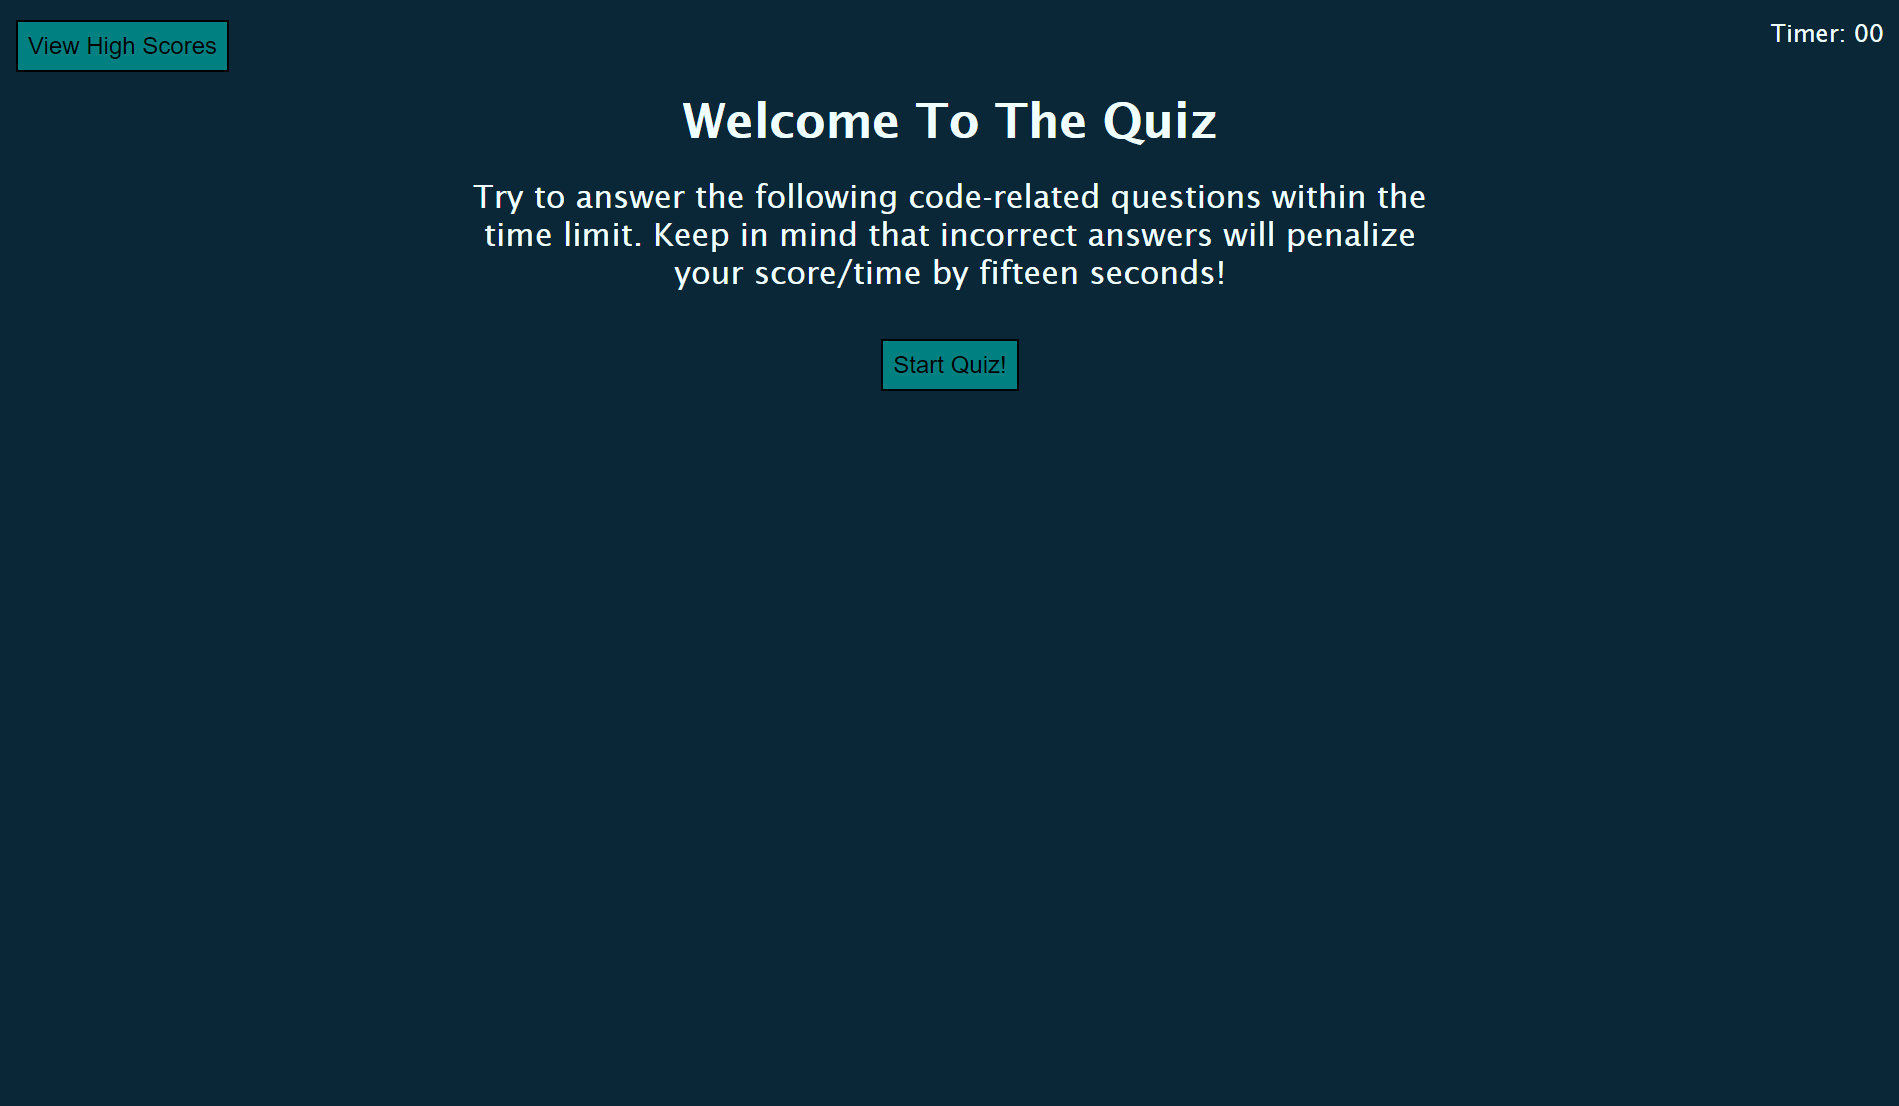 View High Scores
Timer: 00
Welcome To The Quiz
Try to answer the following code-related questions within the
time limit. Keep in mind that incorrect answers will penalize
your score/time by fifteen seconds!
Start Quiz!